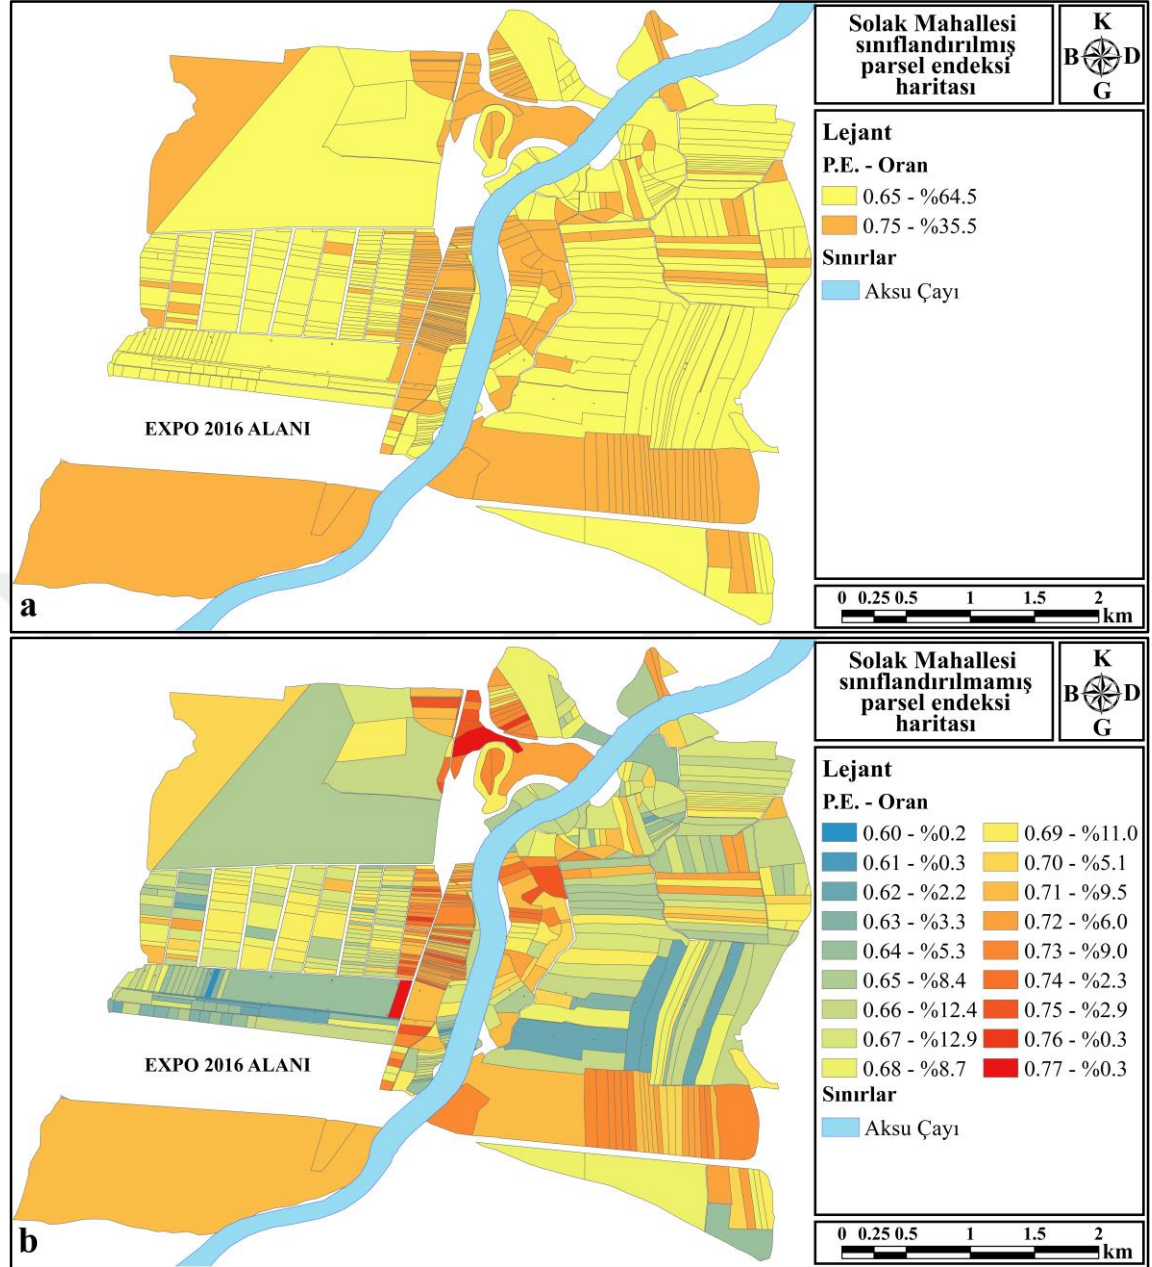 Solak Mahallesi
sınıflandırılmış
parsel endeksi
haritası
K
B D
G
Lejant
P.E. - Oran
0.65 - %64.5
0.75 - %35.5
Sınırlar
Aksu Çayı
EXPO 2016 ALANI
a
0 0.25 0.5 1 1.5 2
km
Solak Mahallesi
sınıflandırılmamış
parsel endeksi
haritası
K
B D
G
Lejant
P.E. - Oran
0.60 - %0.2 0.69 - %11.0
0.61 - %0.3 0.70 - %5.1
0.62 - %2.2 0.71 - %9.5
0.63 - %3.3 0.72 - %6.0
0.64 - %5.3 0.73 - %9.0
0.65 - %8.4 0.74 - %2.3
0.66 - %12.4 0.75 - %2.9
0.67 - %12.9 0.76 - %0.3
0.68 - %8.7 0.77 - %0.3
Sınırlar
Aksu Çayı
EXPO 2016 ALANI
b
0 0.25 0.5 1 1.5 2
km